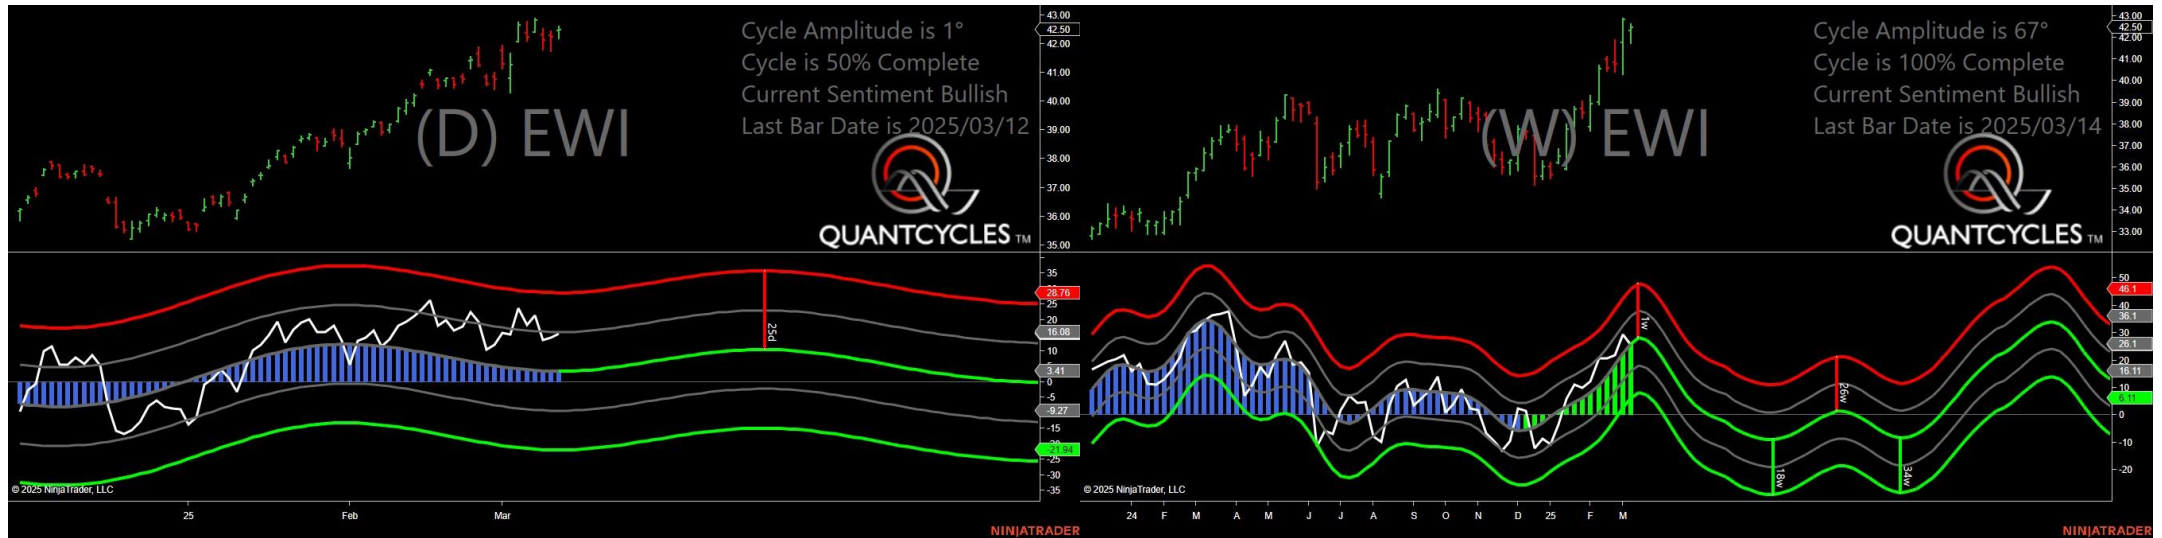 Cycle Amplitude is 1°
Cycle is 50% Complete
Current Sentiment Bullish
Last Bar Date is 2025/03/12
(D) EWI
QUANTCYCLES TM
43.00
42.50
42.00
41.00
40.00
39.00
38.00
37.00
36.00
35.00
35
28.76
25
20
16.08
10
5
3.41
0
-5
-9.27
-15
-21.94
-25
-30
-35
25d
© 2025 NinjaTrader, LLC
25 Feb Mar
NINJATRADER
Cycle Amplitude is 67°
Cycle is 100% Complete
Current Sentiment Bullish
Last Bar Date is 2025/03/14
(W) EWI
QUANTCYCLES TM
43.00
42.50
42.00
41.00
40.00
39.00
38.00
37.00
36.00
35.00
34.00
33.00
50
46.1
40
36.1
30
26.1
20
16.11
10
6.11
0
-10
-20
1w
18w
26w
34w
© 2025 NinjaTrader, LLC
24 F M A M J J A S O N D 25 F M
NINJATRADER